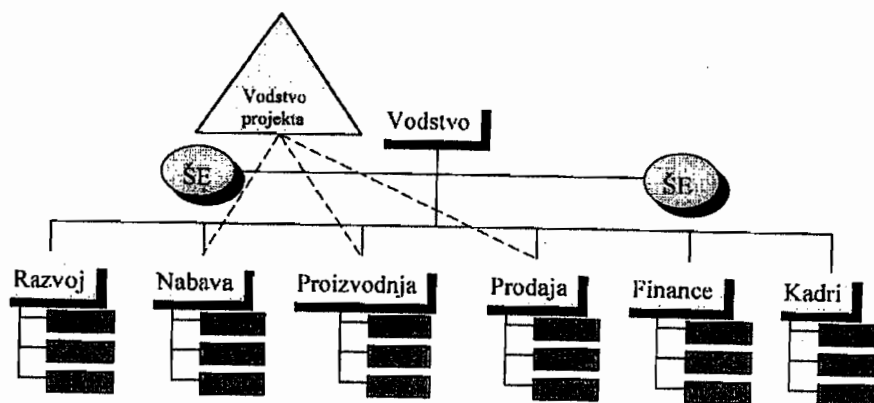 Vodstvo
projekta
Vodstvo
ŠE
ŠE
Razvoj
Nabava
Proizvodnja
Prodaja
Finance
Kadri